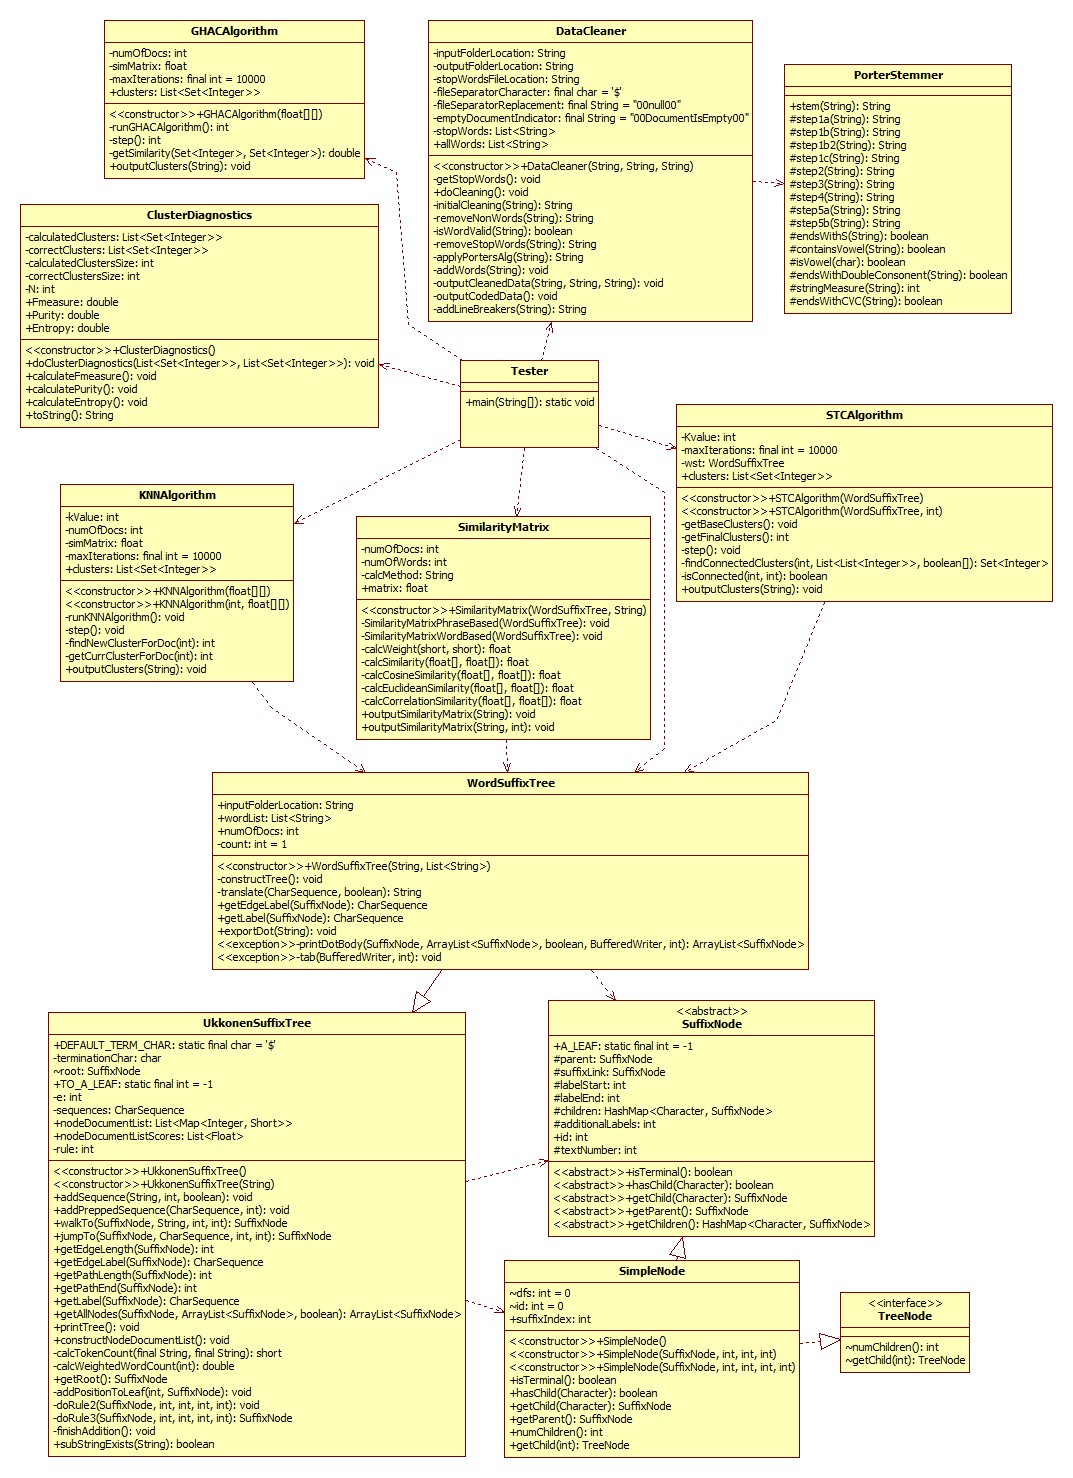 GHACAlgorithm
-numOfDocs: int
-simMatrix: float
-maxIterations: final int = 10000
+clusters: List<Set<Integer>>
<<constructor>>+GHACAlgorithm(float[][])
-runGHACAlgorithm(): int
-step(): int
-getSimilarity(Set<Integer>, Set<Integer>): double
+outputClusters(String): void
DataCleaner
-inputFolderLocation: String
-outputFolderLocation: String
-stopWordsFileLocation: String
-fileSeparatorCharacter: final char = '$'
-fileSeparatorReplacement: final String = "00null00"
-emptyDocumentIndicator: final String = "00DocumentIsEmpty00"
-stopWords: List<String>
+allWords: List<String>
<<constructor>>+DataCleaner(String, String, String)
-getStopWords(): void
+doCleaning(): void
-initialCleaning(String): String
-removeNonWords(String): String
-isWordValid(String): boolean
-removeStopWords(String): String
-applyPortersAlg(String): String
-addWords(String): void
-outputCleanedData(String, String, String): void
-outputCodedData(): void
-addLineBreakers(String): String
PorterStemmer
+stem(String): String
#step1a(String): String
#step1b(String): String
#step1b2(String): String
#step1c(String): String
#step2(String): String
#step3(String): String
#step4(String): String
#step5a(String): String
#step5b(String): String
#endsWithS(String): boolean
#containsVowel(String): boolean
#isVowel(char): boolean
#endsWithDoubleConsonent(String): boolean
#stringMeasure(String): int
#endsWithCVC(String): boolean
ClusterDiagnostics
-calculatedClusters: List<Set<Integer>>
-correctClusters: List<Set<Integer>>
-calculatedClustersSize: int
-correctClustersSize: int
-N: int
+Fmeasure: double
+Purity: double
+Entropy: double
<<constructor>>+ClusterDiagnostics()
+doClusterDiagnostics(List<Set<Integer>>, List<Set<Integer>>): void
+calculateFmeasure(): void
+calculatePurity(): void
+calculateEntropy(): void
+toString(): String
Tester
+main(String[]): static void
STCAlgorithm
-Kvalue: int
-maxIterations: final int = 10000
-wst: WordSuffixTree
+clusters: List<Set<Integer>>
<<constructor>>+STCAlgorithm(WordSuffixTree)
<<constructor>>+STCAlgorithm(WordSuffixTree, int)
-getBaseClusters(): void
-getFinalClusters(): int
-step(): void
-findConnectedClusters(int, List<List<Integer>>, boolean[]): Set<Integer>
-isConnected(int, int): boolean
+outputClusters(String): void
KNNAlgorithm
-kValue: int
-numOfDocs: int
-simMatrix: float
-maxIterations: final int = 10000
+clusters: List<Set<Integer>>
<<constructor>>+KNNAlgorithm(float[][])
<<constructor>>+KNNAlgorithm(int, float[][])
-runKNNAlgorithm(): void
-step(): void
-findNewClusterForDoc(int): int
-getCurrClusterForDoc(int): int
+outputClusters(String): void
SimilarityMatrix
-numOfDocs: int
-numOfWords: int
-calcMethod: String
+matrix: float
<<constructor>>+SimilarityMatrix(WordSuffixTree, String)
-SimilarityMatrixPhraseBased(WordSuffixTree): void
-SimilarityMatrixWordBased(WordSuffixTree): void
-calcWeight(short, short): float
-calcSimilarity(float[], float[]): float
-calcCosineSimilarity(float[], float[]): float
-calcEuclideanSimilarity(float[], float[]): float
-calcCorrelationSimilarity(float[], float[]): float
+outputSimilarityMatrix(String): void
+outputSimilarityMatrix(String, int): void
WordSuffixTree
+inputFolderLocation: String
+wordList: List<String>
+numOfDocs: int
-count: int = 1
<<constructor>>+WordSuffixTree(String, List<String>)
-constructTree(): void
-translate(CharSequence, boolean): String
+getEdgeLabel(SuffixNode): CharSequence
+getLabel(SuffixNode): CharSequence
+exportDot(String): void
<<exception>>-printDotBody(SuffixNode, ArrayList<SuffixNode>, boolean, BufferedWriter, int): ArrayList<SuffixNode>
<<exception>>-tab(BufferedWriter, int): void
UkkonenSuffixTree
+DEFAULT_TERM_CHAR: static final char = '$'
-terminationChar: char
~root: SuffixNode
+TO_A_LEAF: static final int = -1
-e: int
-sequences: CharSequence
+nodeDocumentList: List<Map<Integer, Short>>
+nodeDocumentListScores: List<Float>
-rule: int
<<constructor>>+UkkonenSuffixTree()
<<constructor>>+UkkonenSuffixTree(String)
+addSequence(String, int, boolean): void
+addPreppedSequence(CharSequence, int): void
+walkTo(SuffixNode, String, int, int): SuffixNode
+jumpTo(SuffixNode, CharSequence, int, int): SuffixNode
+getEdgeLength(SuffixNode): int
+getEdgeLabel(SuffixNode): CharSequence
+getPathLength(SuffixNode): int
+getPathEnd(SuffixNode): int
+getLabel(SuffixNode): CharSequence
+getAllNodes(SuffixNode, ArrayList<SuffixNode>, boolean): ArrayList<SuffixNode>
+printTree(): void
+constructNodeDocumentList(): void
-calcTokenCount(final String, final String): short
-calcWeightedWordCount(int): double
+getRoot(): SuffixNode
-addPositionToLeaf(int, SuffixNode): void
-doRule2(SuffixNode, int, int, int, int): void
-doRule3(SuffixNode, int, int, int, int): SuffixNode
-finishAddition(): void
+subStringExists(String): boolean
<<abstract>>
SuffixNode
+A_LEAF: static final int = -1
#parent: SuffixNode
#suffixLink: SuffixNode
#labelStart: int
#labelEnd: int
#children: HashMap<Character, SuffixNode>
#additionalLabels: int
+id: int
#textNumber: int
<<abstract>>+isTerminal(): boolean
<<abstract>>+hasChild(Character): boolean
<<abstract>>+getChild(Character): SuffixNode
<<abstract>>+getParent(): SuffixNode
<<abstract>>+getChildren(): HashMap<Character, SuffixNode>
SimpleNode
~dfs: int = 0
~id: int = 0
+suffixIndex: int
<<constructor>>+SimpleNode()
<<constructor>>+SimpleNode(SuffixNode, int, int, int)
<<constructor>>+SimpleNode(SuffixNode, int, int, int, int)
+isTerminal(): boolean
+hasChild(Character): boolean
+getChild(Character): SuffixNode
+getParent(): SuffixNode
+numChildren(): int
+getChild(int): TreeNode
<<interface>>
TreeNode
~numChildren(): int
~getChild(int): TreeNode